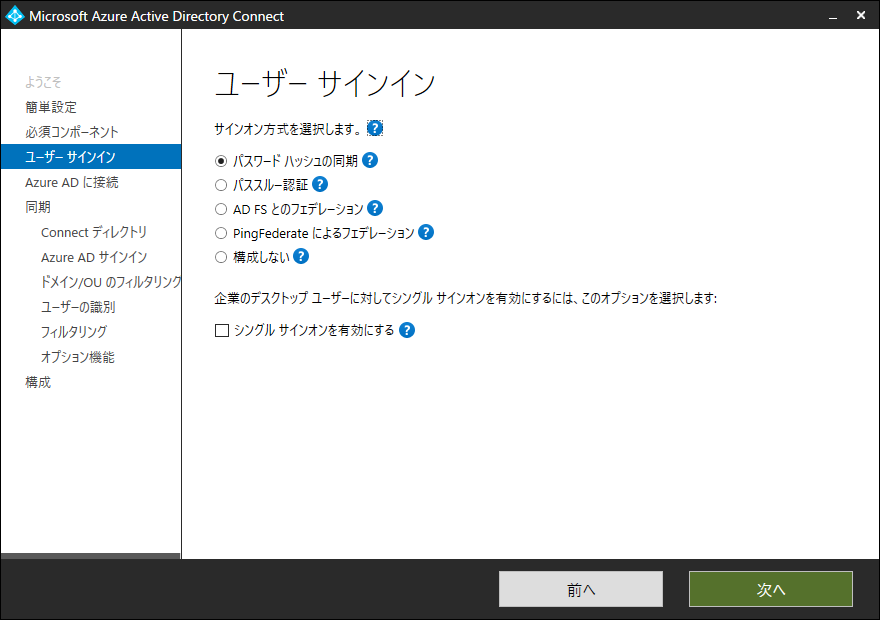 Microsoft Azure Active Directory Connect
ようこそ
簡単設定
必須コンポーネント
ユーザー サインイン
Azure AD に接続
同期
Connect ディレクトリ
Azure AD サインイン
ドメイン/OU のフィルタリング
ユーザーの識別
フィルタリング
オプション機能
構成
ユーザー サインイン
サインオン方式を選択します。 ?
パスワード ハッシュの同期 ?
パススルー認証 ?
AD FS とのフェデレーション ?
PingFederate によるフェデレーション ?
構成しない ?
企業のデスクトップ ユーザーに対してシングル サインオンを有効にするには、このオプションを選択します:
シングル サインオンを有効にする ?
前へ
次へ